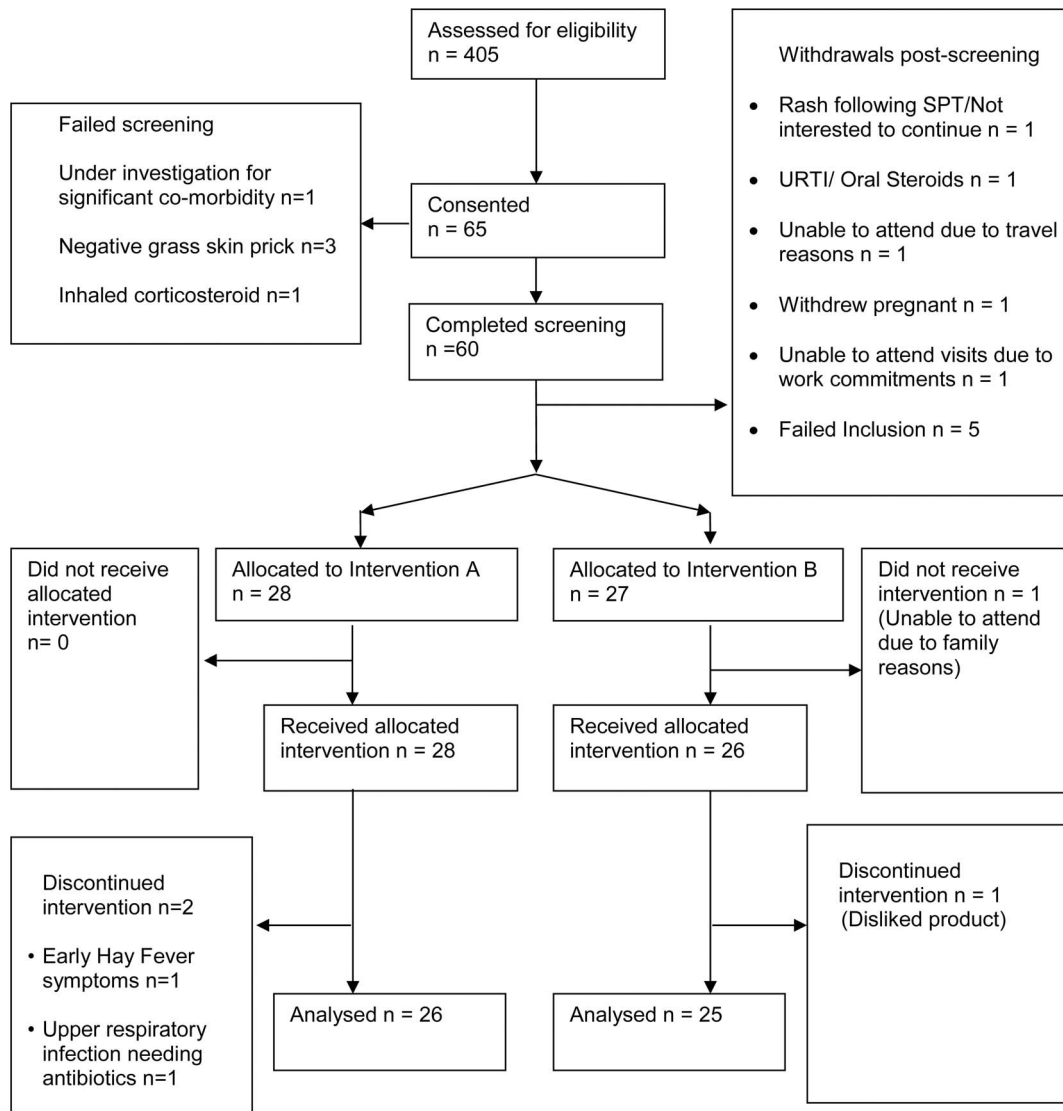 Assessed for eligibility
n = 405
Withdrawals post-screening
• Rash following SPT/Not
interested to continue n = 1
• URTI/ Oral Steroids n = 1
• Unable to attend due to travel
reasons n = 1
• Withdrew pregnant n = 1
• Unable to attend visits due to
work commitments n = 1
• Failed Inclusion n = 5
Failed screening
Under investigation for
significant co-morbidity n=1
Negative grass skin prick n=3
Inhaled corticosteroid n=1
Consented
n = 65
Completed screening
n =60
Did not receive
allocated
intervention
n= 0
Allocated to Intervention A
n = 28
Allocated to Intervention B
n = 27
Did not receive
intervention n = 1
(Unable to attend
due to family
reasons)
Received allocated
intervention n = 28
Received allocated
intervention n = 26
Discontinued
intervention n=2
• Early Hay Fever
symptoms n=1
• Upper respiratory
infection needing
antibiotics n=1
Discontinued
intervention n = 1
(Disliked product)
Analysed n = 26
Analysed n = 25